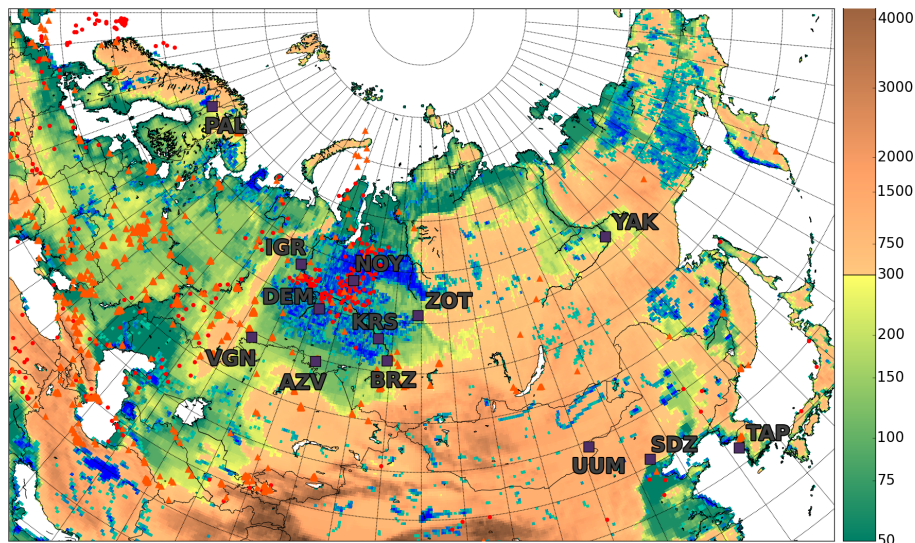 PAL
YAK
IGR
NOY
DEM
ZOT
KRS
VGN
AZV
BRZ
TAP
SDZ
UUM
4000
3000
2000
1500
750
300
200
150
100
75
50